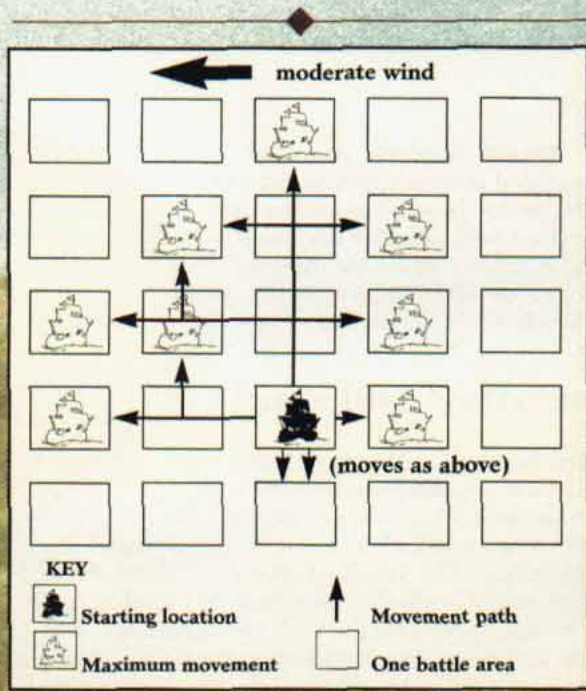 moderate wind
(moves as above)
KEY
Starting location
Movement path
Maximum movement
One battle area